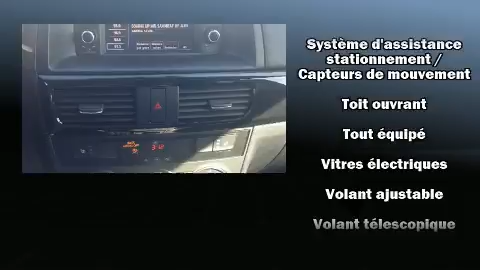 Système d'assistance
stationnement /
Capteurs de mouvement
Toit ouvrant
Tout équipé
Vitres électriques
Volant ajustable
Volant télescopique